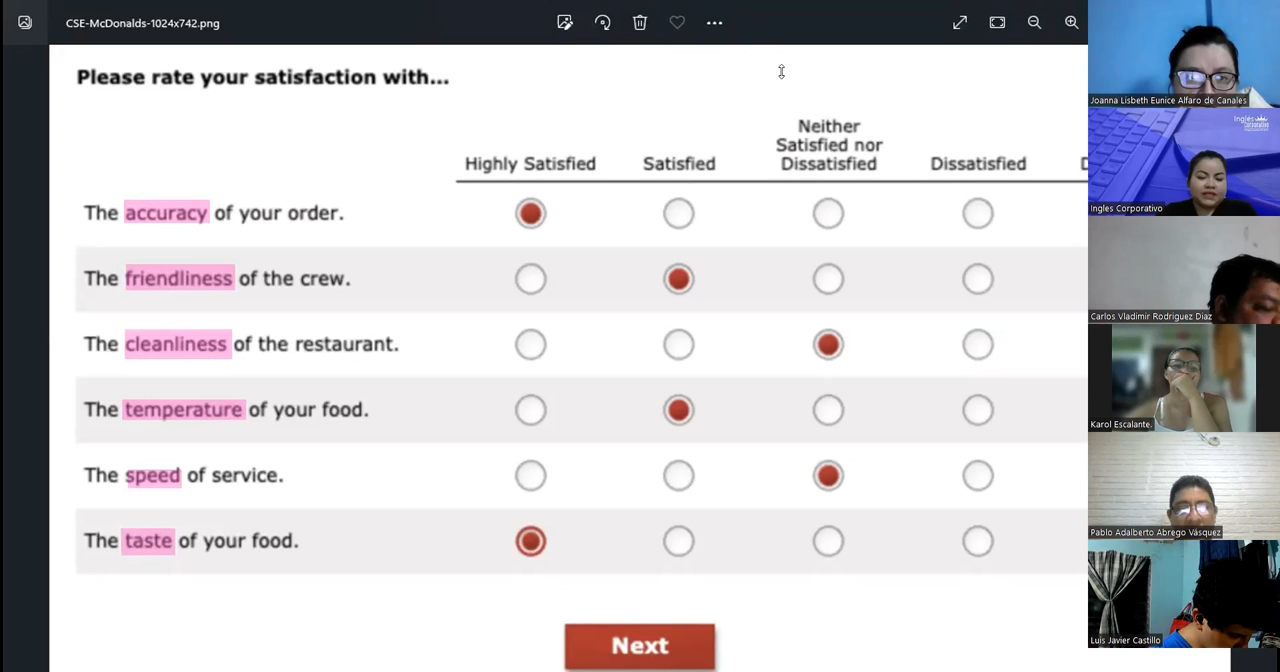 CSE-McDonalds-1024x742.png
Please rate your satisfaction with...
Highly Satisfied
Satisfied
Neither
Satisfied nor
Dissatisfied
Dissatisfied
D
The accuracy of your order.
The friendliness of the crew.
The cleanliness of the restaurant.
The temperature of your food.
The speed of service.
The taste of your food.
Next
Joanna Lisbeth Eunice Alfaro de Canales
Inglés
Corporativo
Ingles Corporativo
Carlos Vladimir Rodriguez Diaz
Karol Escalante.
Pablo Adalberto Abrego Vásquez
Luis Javier Castillo